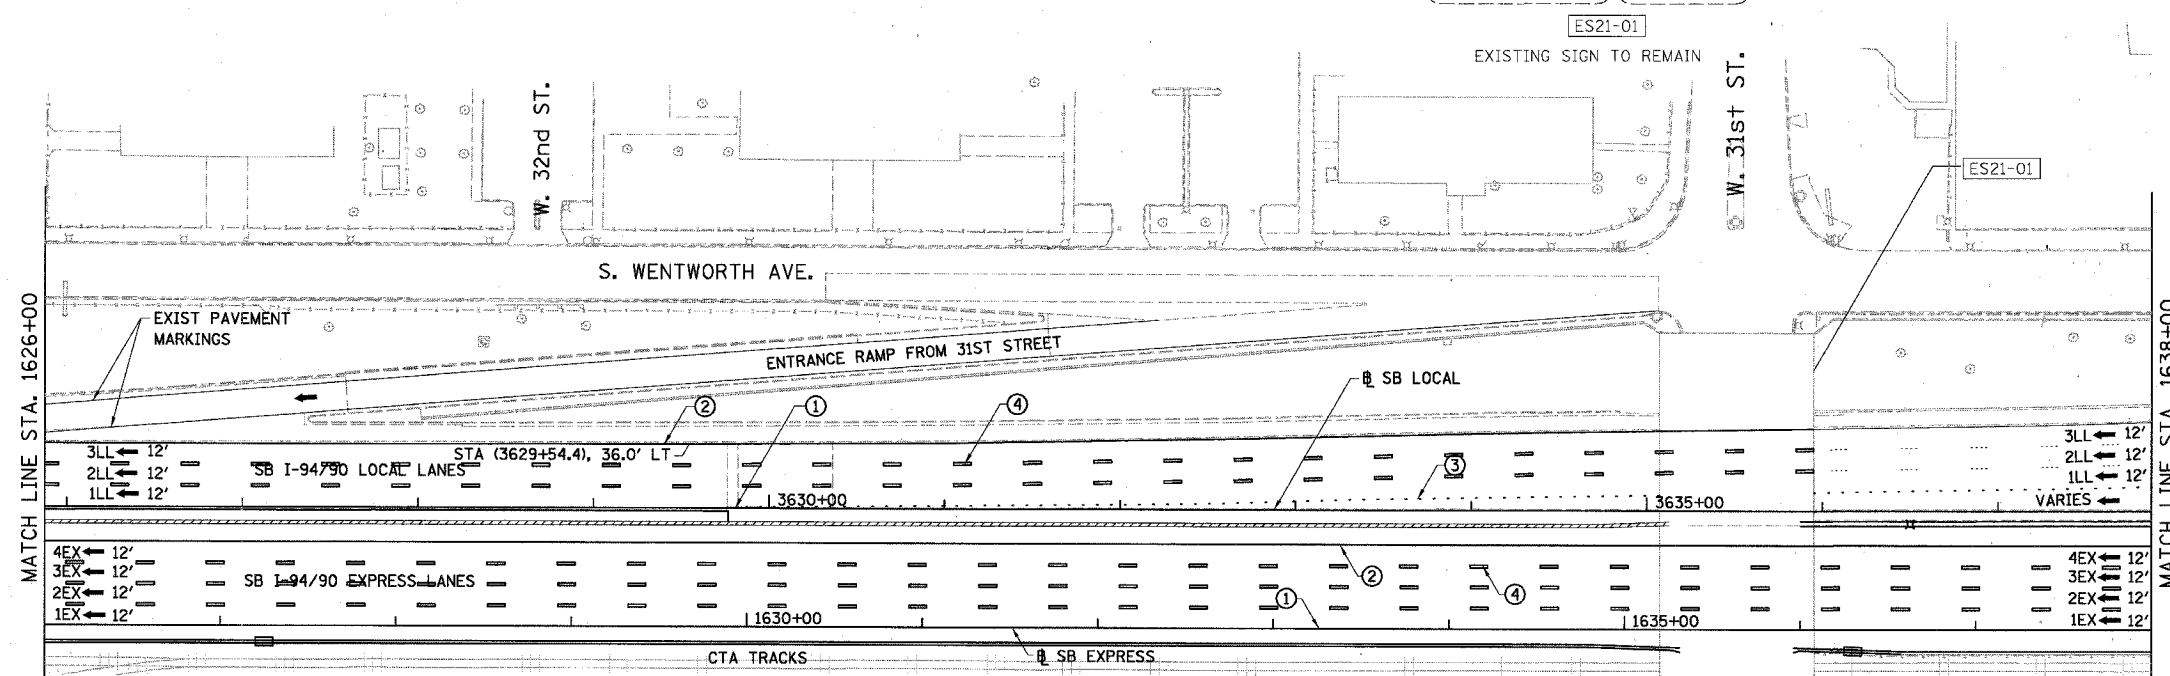 ES21-01
EXISTING SIGN TO REMAIN
W. 32nd ST.
W. 31st ST.
ES21-01
S. WENTWORTH AVE.
EXIST PAVEMENT
MARKINGS
ENTRANCE RAMP FROM 31ST STREET
℄ SB LOCAL
MATCH LINE STA. 1626+00
MATCH LINE STA. 1638+00
2 1 4
STA (3629+54.4), 36.0' LT
3LL 12'
2LL 12'
1LL 12'
SB I-94/90 LOCAL LANES
3
3630+00
3635+00
3LL 12'
2LL 12'
1LL 12'
VARIES
4EX 12'
3EX 12'
2EX 12'
1EX 12'
SB I-94/90 EXPRESS LANES
2
4
1
4EX 12'
3EX 12'
2EX 12'
1EX 12'
1630+00
1635+00
CTA TRACKS
℄ SB EXPRESS